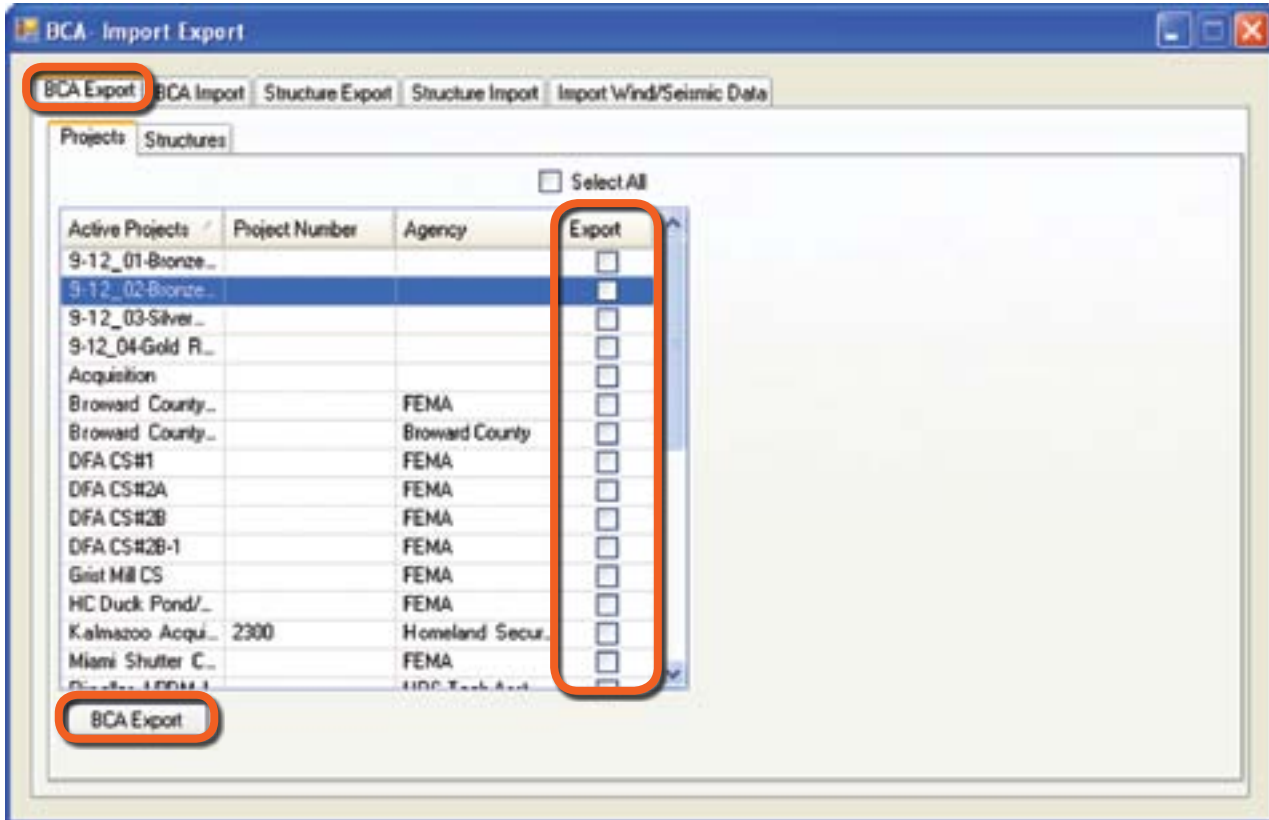 BCA- Import Export
BCA Export BCA Import Structure Export Structure Import Import Wind/Seismic Data
Projects Structures
Select All
Active Projects Project Number Agency Export
9-12_01-Bronze...
9-12_02-Bronze...
9-12_03-Silver...
9-12_04-Gold R...
Acquisition
Broward County... FEMA
Broward County... Broward County
DFA CS#1 FEMA
DFA CS#2A FEMA
DFA CS#2B FEMA
DFA CS#2B-1 FEMA
Grist Mill CS FEMA
HC Duck Pond/... FEMA
Kalmazoo Acqui... 2300 Homeland Secur...
Miami Shutter C... FEMA
BCA Export